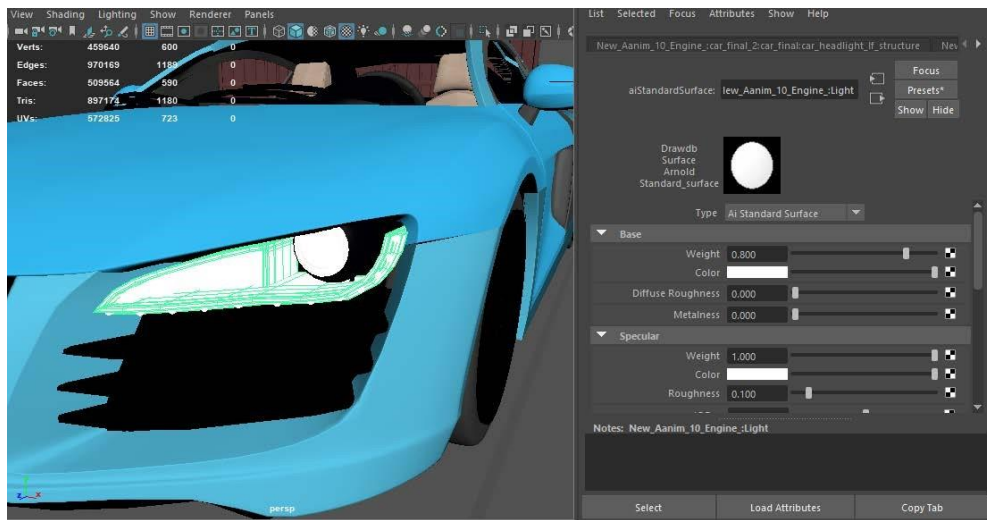 View Shading Lighting Show Renderer Panels
Verts: 459640 600 0
Edges: 970169 1189 0
Faces: 509564 590 0
Tris: 897174 1180 0
UVs: 572825 723 0
persp
List Selected Focus Attributes Show Help
New_Aanim_10_Engine_:car_final_2:car_final:car_headlight_lf_structure Nev
aiStandardSurface: lew_Aanim_10_Engine_:Light
Focus
Presets*
Show Hide
Drawdb
Surface
Arnold
Standard_surface
Type Ai Standard Surface
Base
Weight 0.800
Color
Diffuse Roughness 0.000
Metalness 0.000
Specular
Weight 1.000
Color
Roughness 0.100
Notes: New_Aanim_10_Engine_:Light
Select Load Attributes Copy Tab